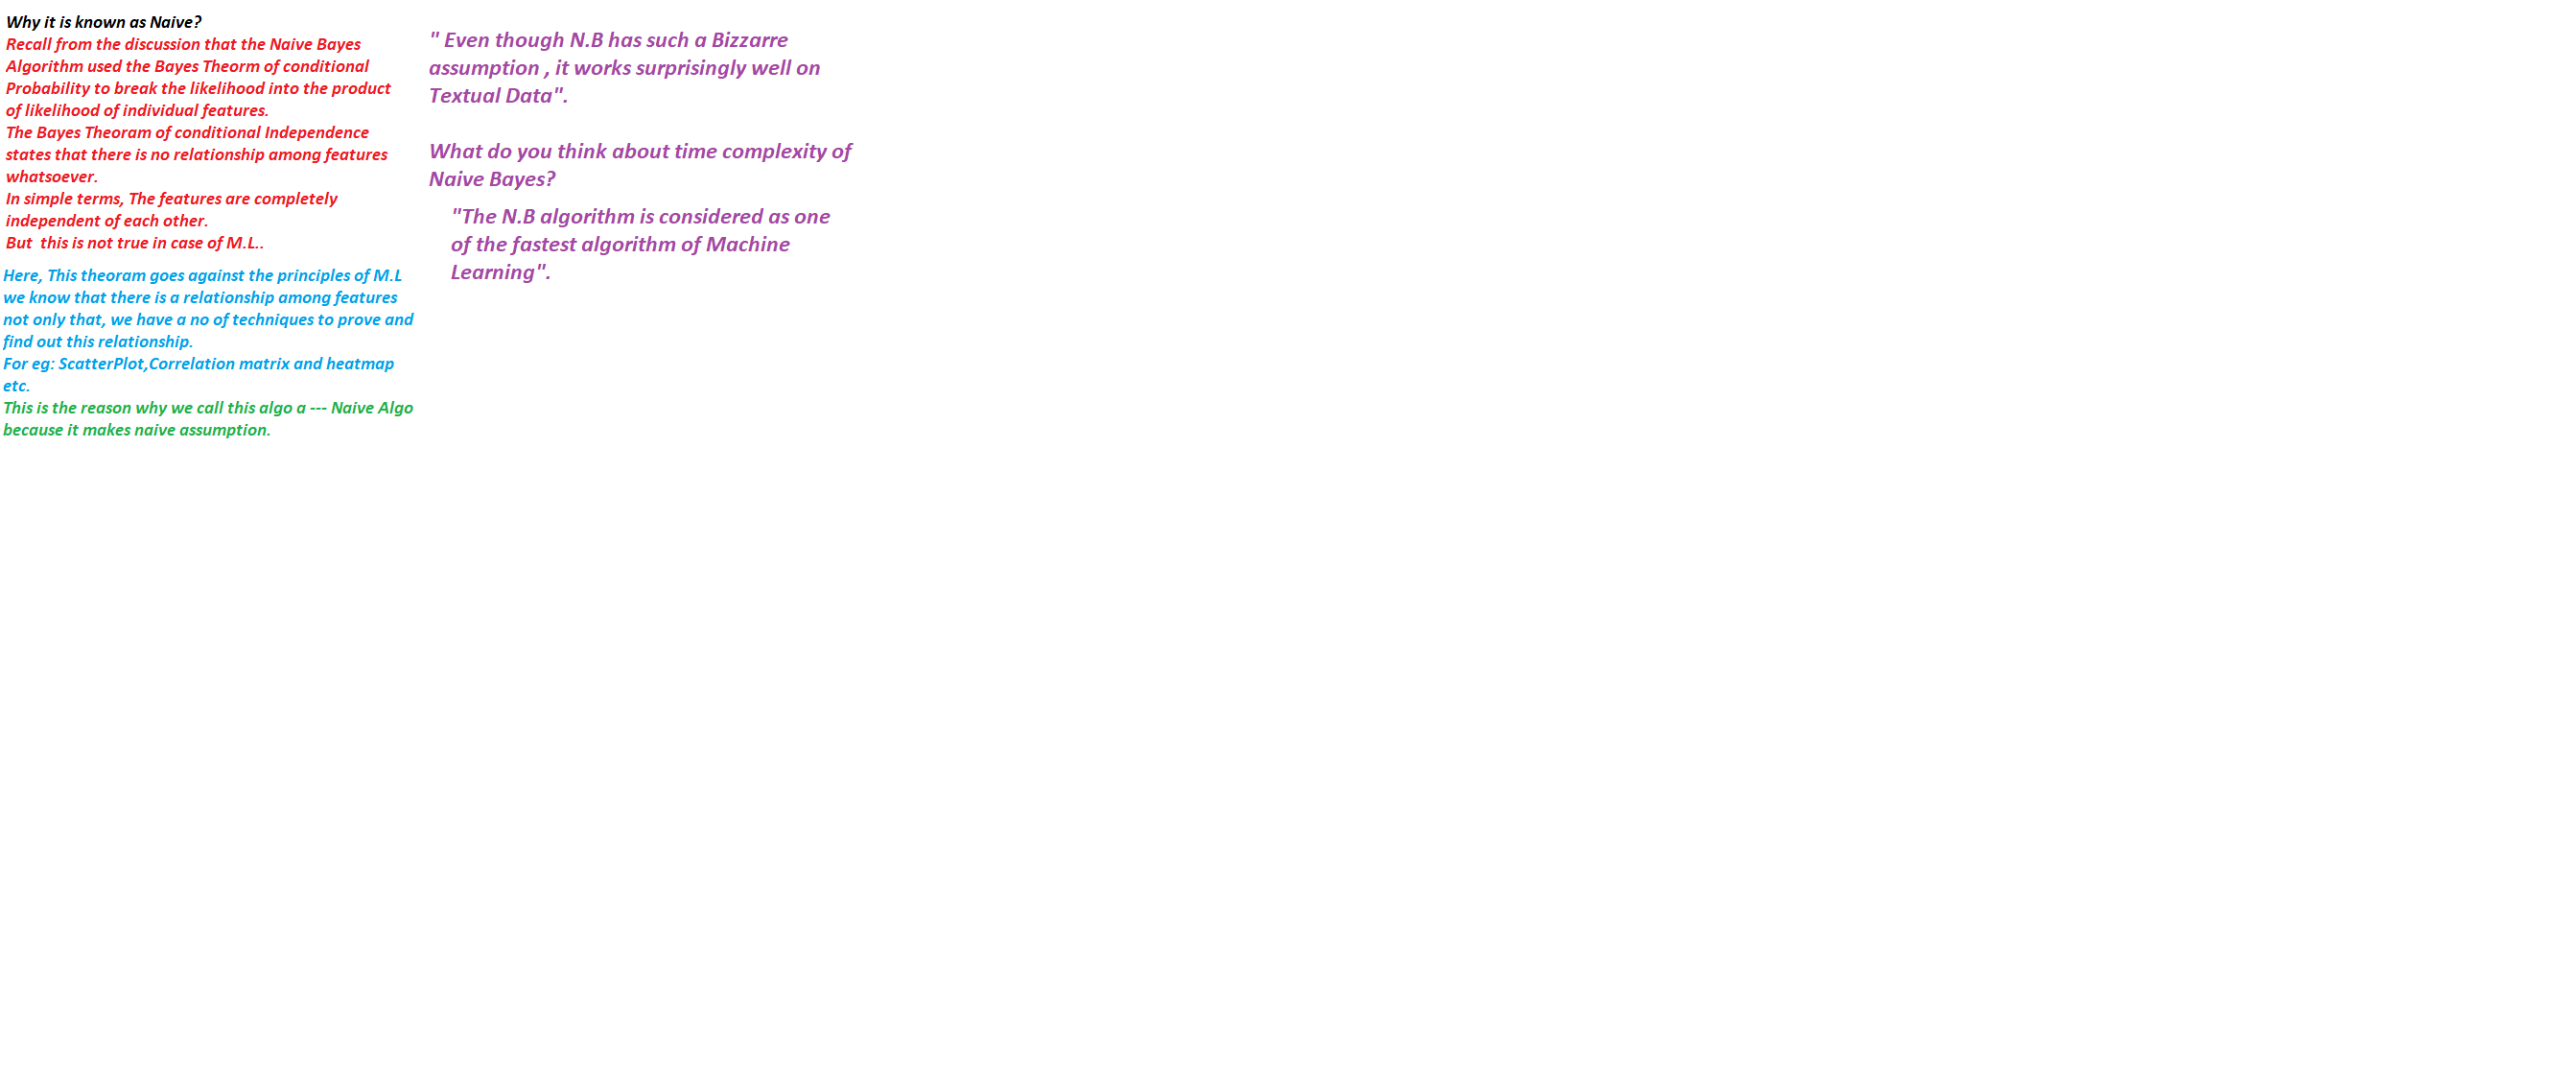 Why it is known as Naive?
Recall from the discussion that the Naive Bayes
Algorithm used the Bayes Theorm of conditional
Probability to break the likelihood into the product
of likelihood of individual features.
The Bayes Theoram of conditional Independence
states that there is no relationship among features
whatsoever.
In simple terms, The features are completely
independent of each other.
But  this is not true in case of M.L..
Here, This theoram goes against the principles of M.L
we know that there is a relationship among features
not only that, we have a no of techniques to prove and
find out this relationship.
For eg: ScatterPlot,Correlation matrix and heatmap
etc.
This is the reason why we call this algo a --- Naive Algo
because it makes naive assumption.
" Even though N.B has such a Bizzarre
assumption , it works surprisingly well on
Textual Data".
What do you think about time complexity of
Naive Bayes?
"The N.B algorithm is considered as one
of the fastest algorithm of Machine
Learning".